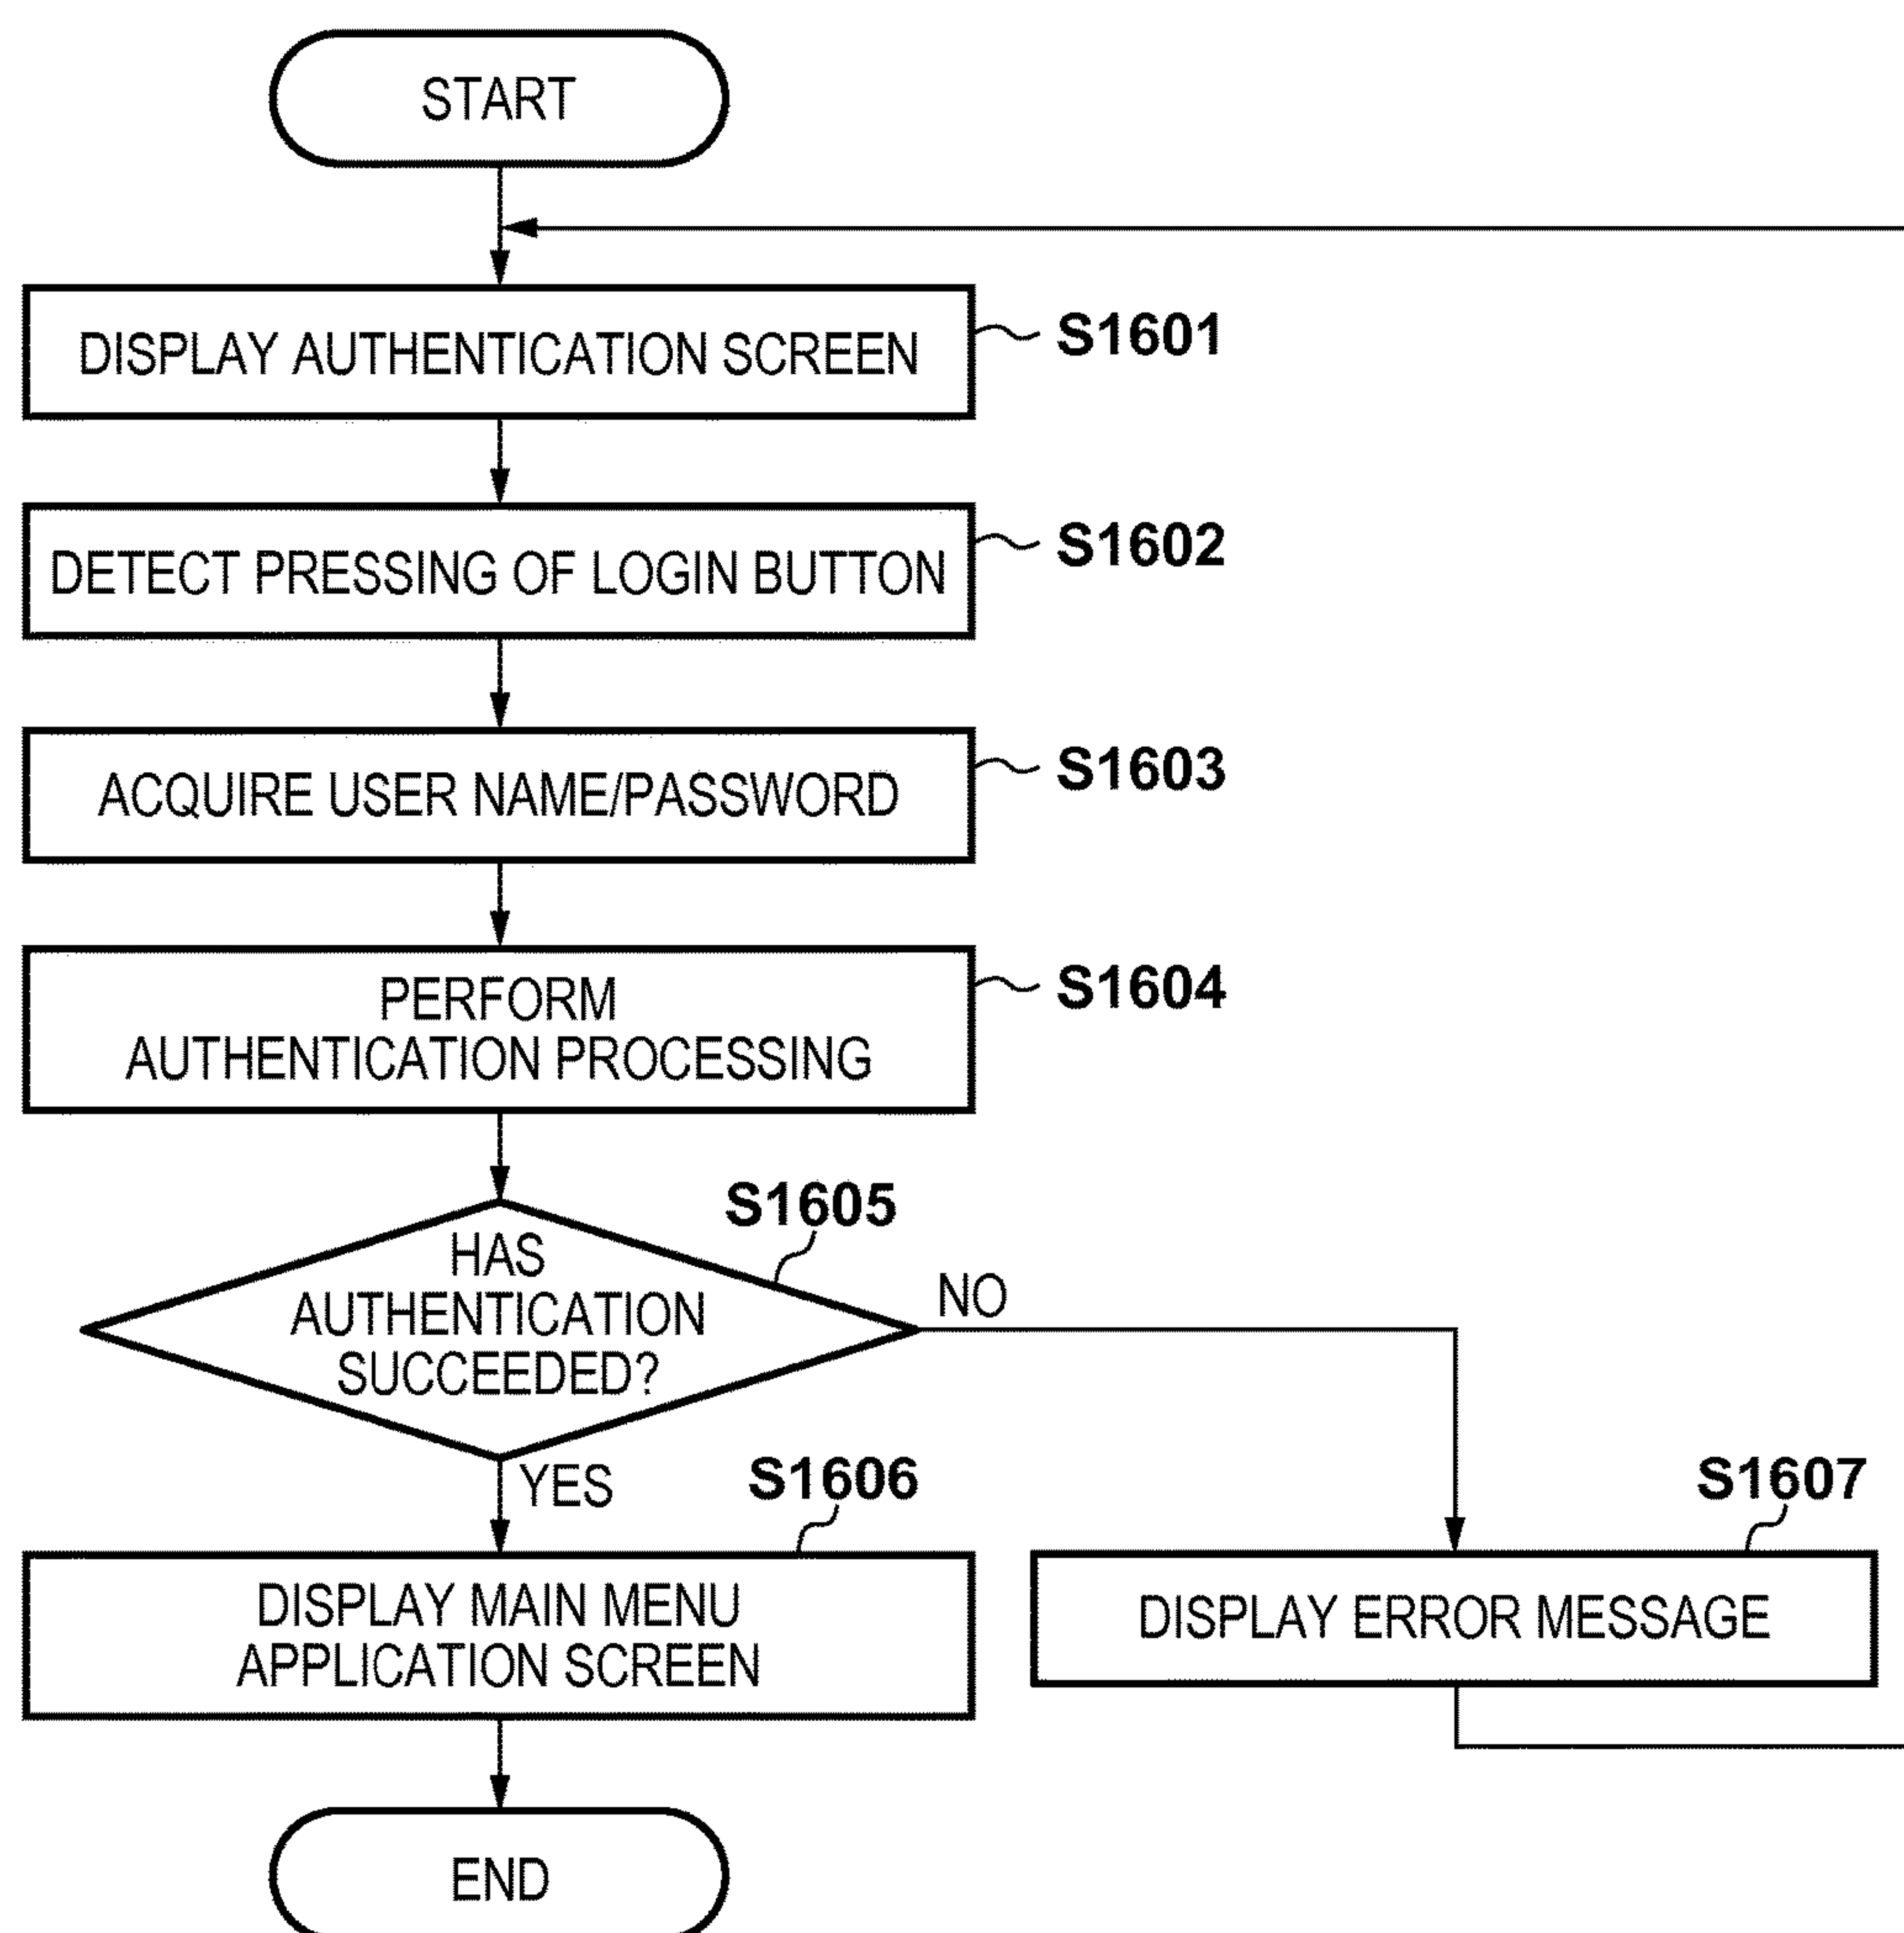 START
DISPLAY AUTHENTICATION SCREEN
S1601
DETECT PRESSING OF LOGIN BUTTON
S1602
ACQUIRE USER NAME/PASSWORD
S1603
PERFORM
AUTHENTICATION PROCESSING
S1604
S1605
HAS
AUTHENTICATION
SUCCEEDED?
NO
YES
S1606
DISPLAY MAIN MENU
APPLICATION SCREEN
S1607
DISPLAY ERROR MESSAGE
END